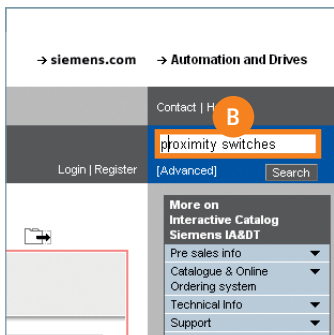 → siemens.com → Automation and Drives
Contact | H
B
proximity switches
Login | Register [Advanced] Search
More on
Interactive Catalog
Siemens IA&DT
Pre sales info
Catalogue & Online
Ordering system
Technical Info
Support